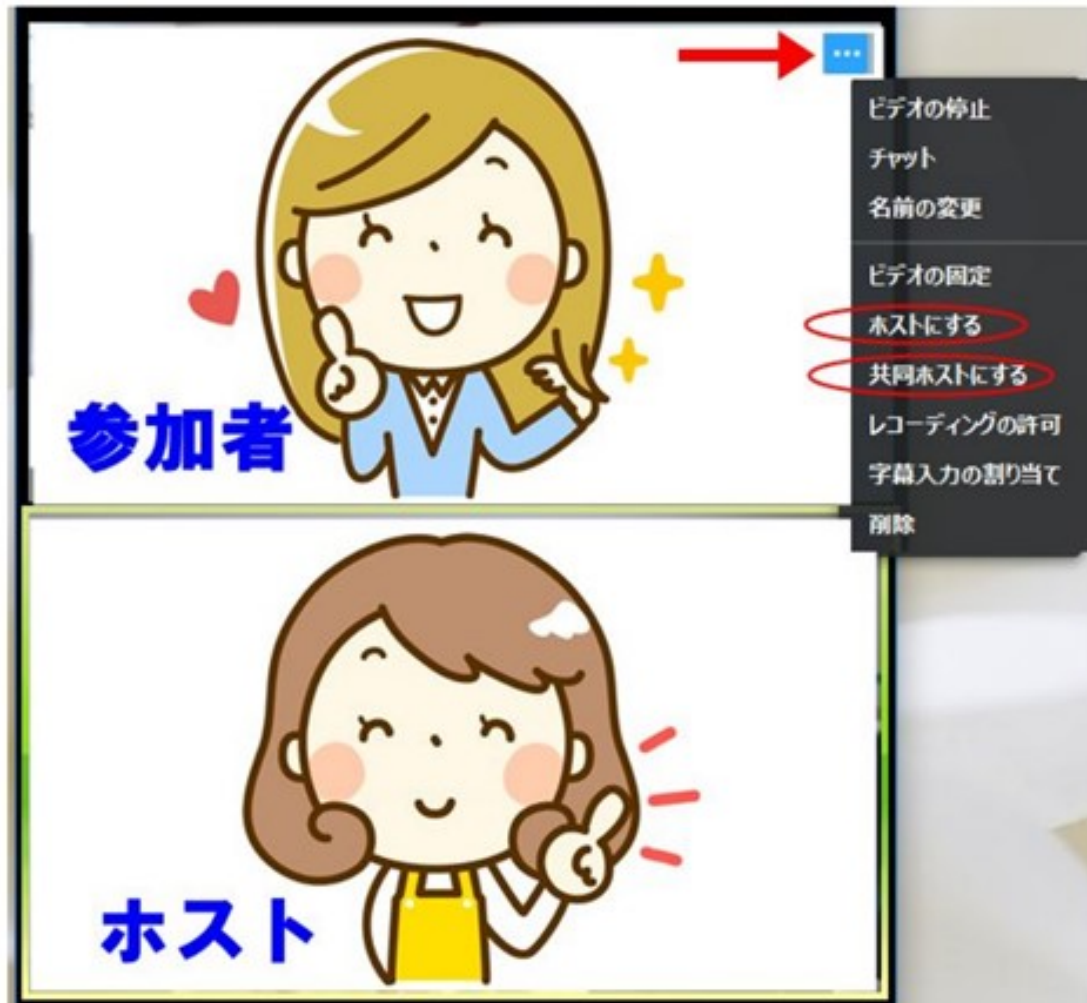 ビデオの停止
チャット
名前の変更
ビデオの固定
ホストにする
共同ホストにする
レコーディングの許可
字幕入力の割り当て
削除
参加者
ホスト